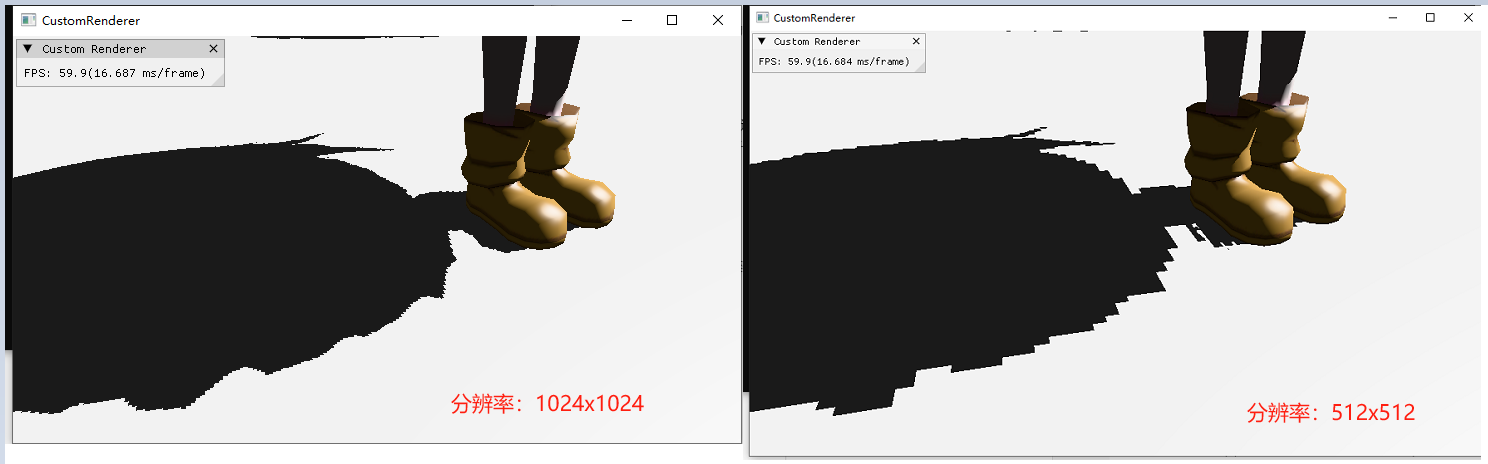 CustomRenderer
Custom Renderer
FPS: 59.9(16.687 ms/frame)
分辨率：1024x1024
CustomRenderer
Custom Renderer
FPS: 59.9(16.684 ms/frame)
分辨率：512x512